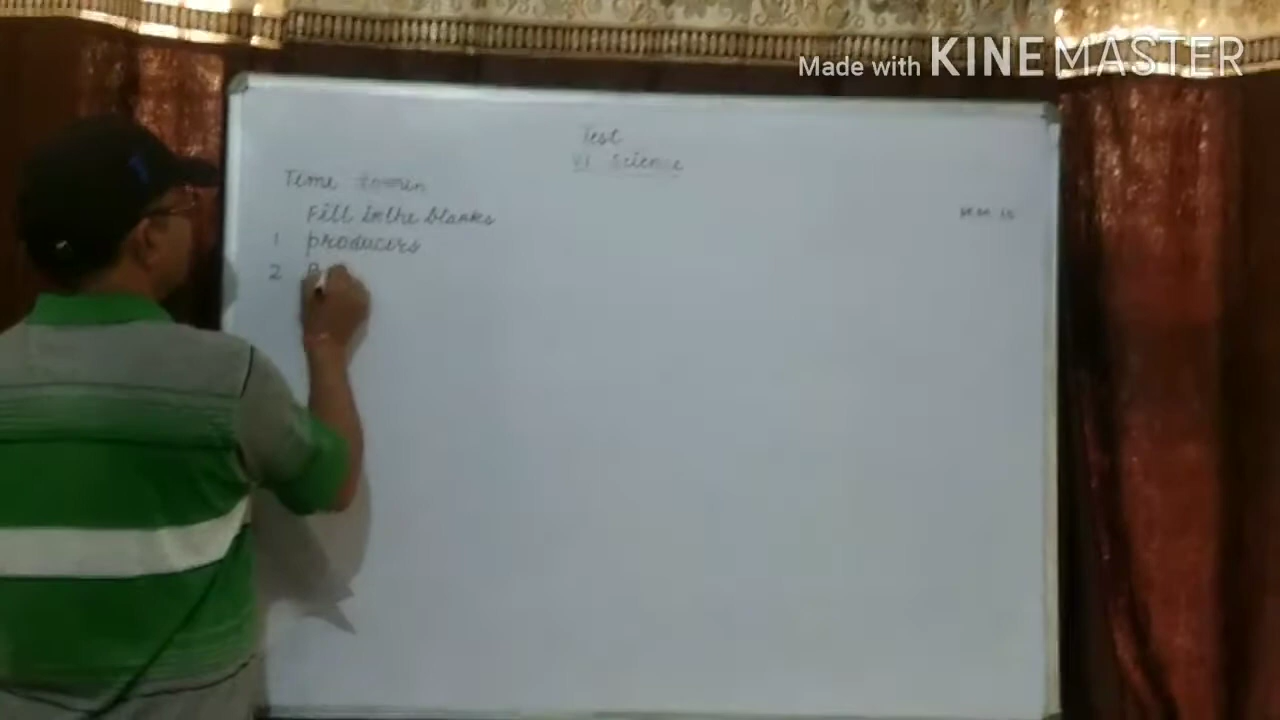 Made with KINEMASTER
Test
VI Science
Time
Fill in the blanks
1 producers
2